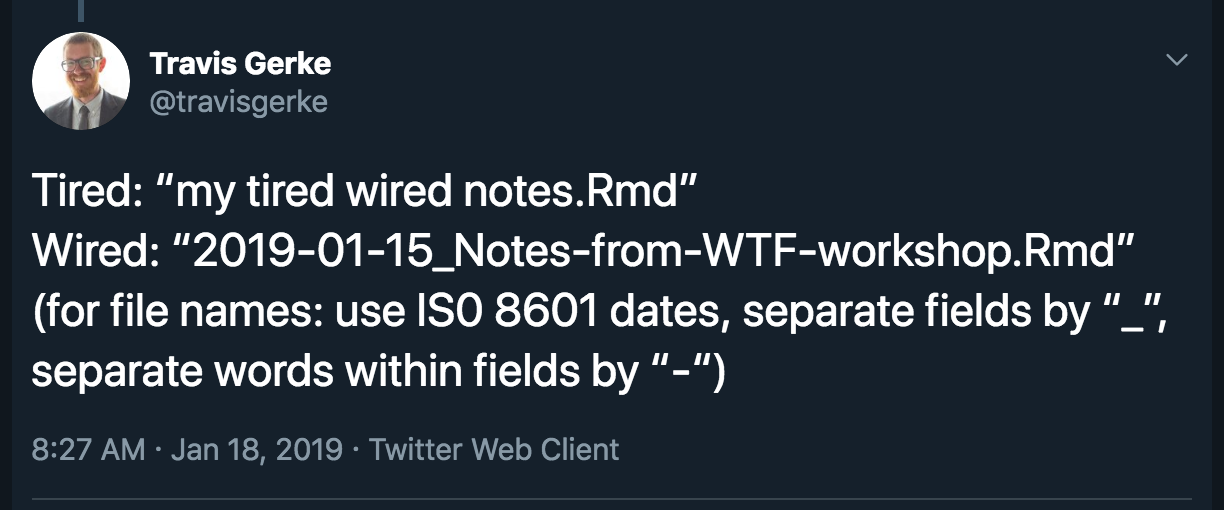 Travis Gerke
@travisgerke
Tired: “my tired wired notes.Rmd”
Wired: “2019-01-15_Notes-from-WTF-workshop.Rmd”
(for file names: use IS0 8601 dates, separate fields by “_”,
separate words within fields by “-“)
8:27 AM · Jan 18, 2019 · Twitter Web Client